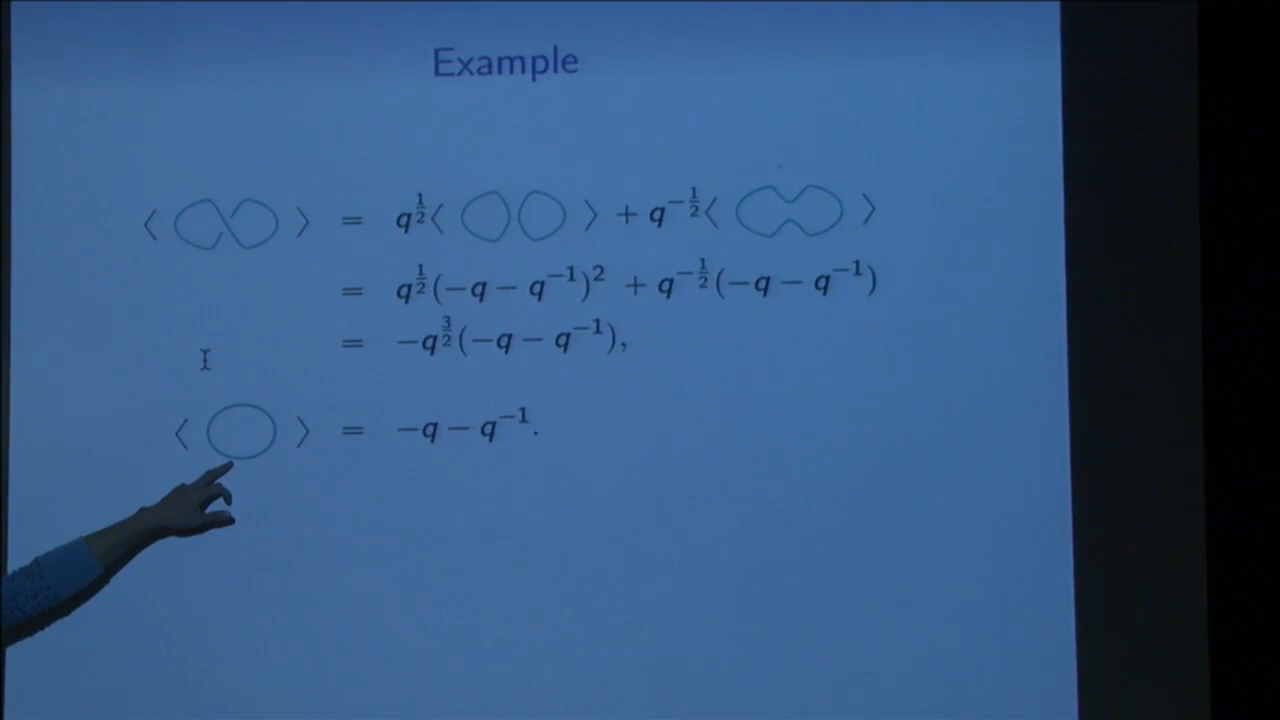 Example
⟨ ⟩ = q^{1/2}⟨ ⟩ + q^{-1/2}⟨ ⟩
= q^{1/2}(−q − q^{−1})^2 + q^{-1/2}(−q − q^{−1})
= −q^{3/2}(−q − q^{−1}),
⟨ ⟩ = −q − q^{−1}.